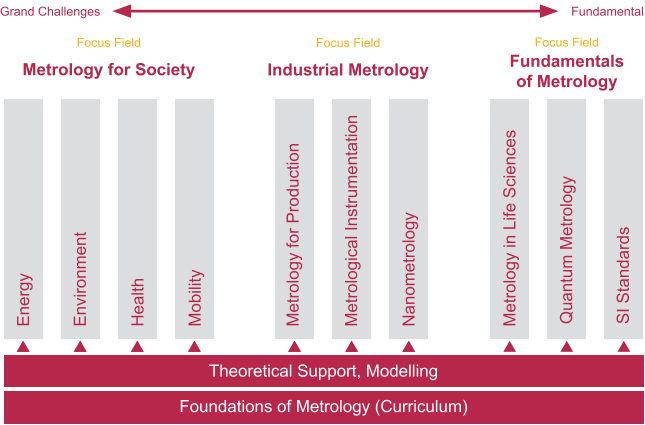 Grand Challenges
Fundamental
Focus Field
Metrology for Society
Focus Field
Industrial Metrology
Focus Field
Fundamentals
of Metrology
Energy
Environment
Health
Mobility
Metrology for Production
Metrological Instrumentation
Nanometrology
Metrology in Life Sciences
Quantum Metrology
SI Standards
Theoretical Support, Modelling
Foundations of Metrology (Curriculum)